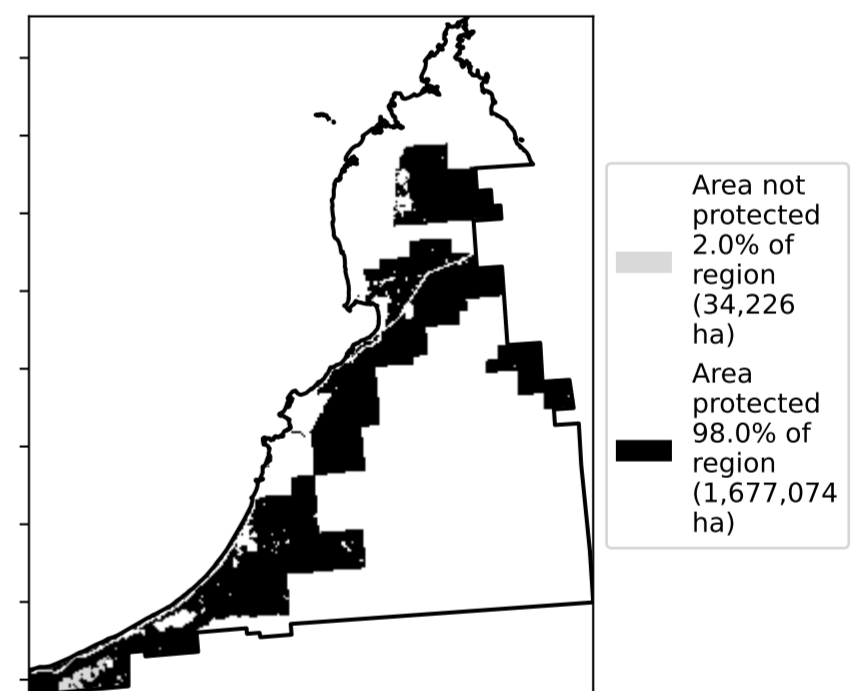 Area not
protected
2.0% of
region
(34,226
ha)
Area
protected
98.0% of
region
(1,677,074
ha)